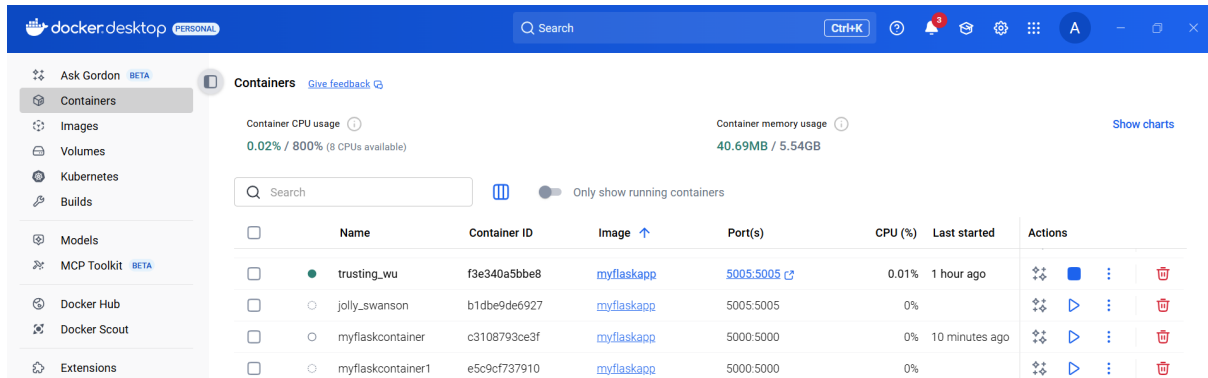 docker.desktop PERSONAL Search Ctrl+K 3 A
Ask Gordon BETA
Containers
Images
Volumes
Kubernetes
Builds
Models
MCP Toolkit BETA
Docker Hub
Docker Scout
Extensions
Containers Give feedback
Container CPU usage
0.02% / 800% (8 CPUs available)
Container memory usage
40.69MB / 5.54GB
Show charts
Search Only show running containers
Name Container ID Image Port(s) CPU (%) Last started Actions
trusting_wu f3e340a5bbe8 myflaskapp 5005:5005 0.01% 1 hour ago
jolly_swanson b1dbe9de6927 myflaskapp 5005:5005 0%
myflaskcontainer c3108793ce3f myflaskapp 5000:5000 0% 10 minutes ago
myflaskcontainer1 e5c9cf737910 myflaskapp 5000:5000 0%